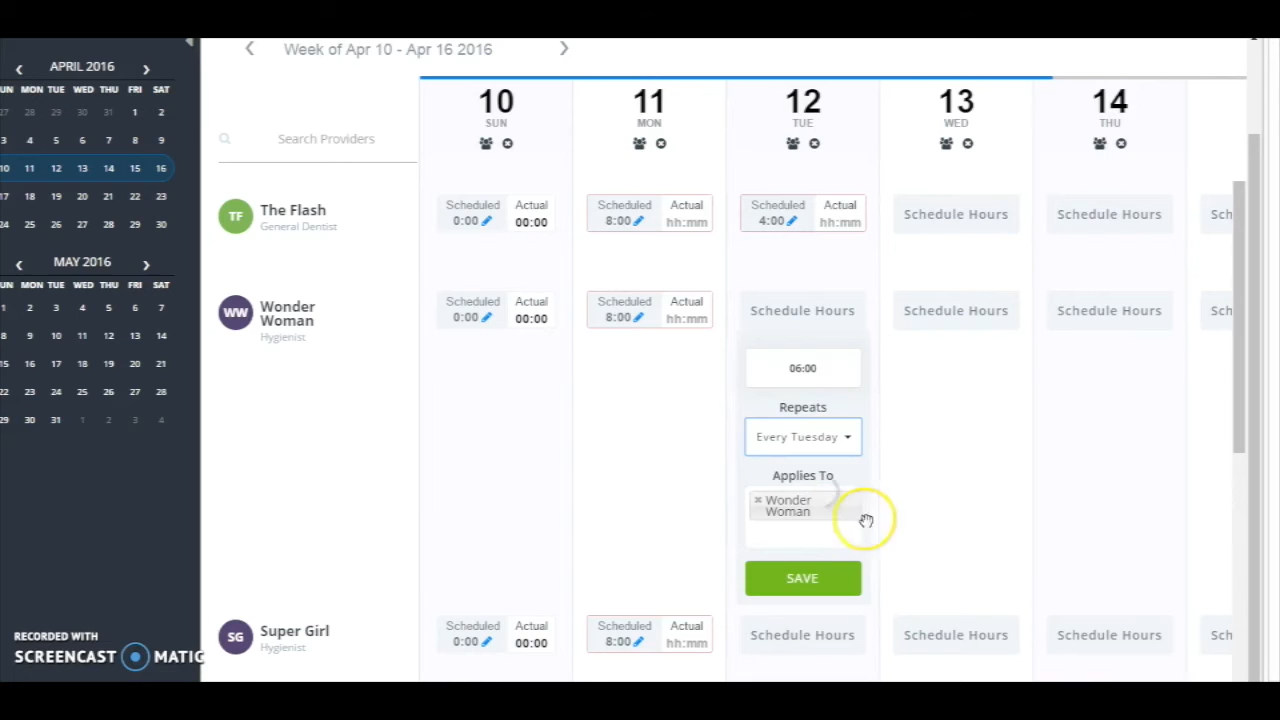 APRIL 2016
UN MON TUE WED THU FRI SAT
27 28 29 30 31 1 2
3 4 5 6 7 8 9
10 11 12 13 14 15 16
17 18 19 20 21 22 23
24 25 26 27 28 29 30
MAY 2016
UN MON TUE WED THU FRI SAT
1 2 3 4 5 6 7
8 9 10 11 12 13 14
15 16 17 18 19 20 21
22 23 24 25 26 27 28
29 30 31 1 2 3 4
RECORDED WITH
SCREENCAST MATIC
Week of Apr 10 - Apr 16 2016
Search Providers
10 11 12 13 14
SUN MON TUE WED THU
TF The Flash
General Dentist
Scheduled Actual Scheduled Actual Scheduled Actual
0:00 00:00 8:00 hh:mm 4:00 hh:mm
Schedule Hours Schedule Hours Sch
WW Wonder
Woman
Hygienist
Scheduled Actual Scheduled Actual
0:00 00:00 8:00 hh:mm
Schedule Hours Schedule Hours Schedule Hours Sch
06:00
Repeats
Every Tuesday
Applies To
× Wonder
Woman
SAVE
SG Super Girl
Hygienist
Scheduled Actual Scheduled Actual
0:00 00:00 8:00 hh:mm
Schedule Hours Schedule Hours Schedule Hours Sch